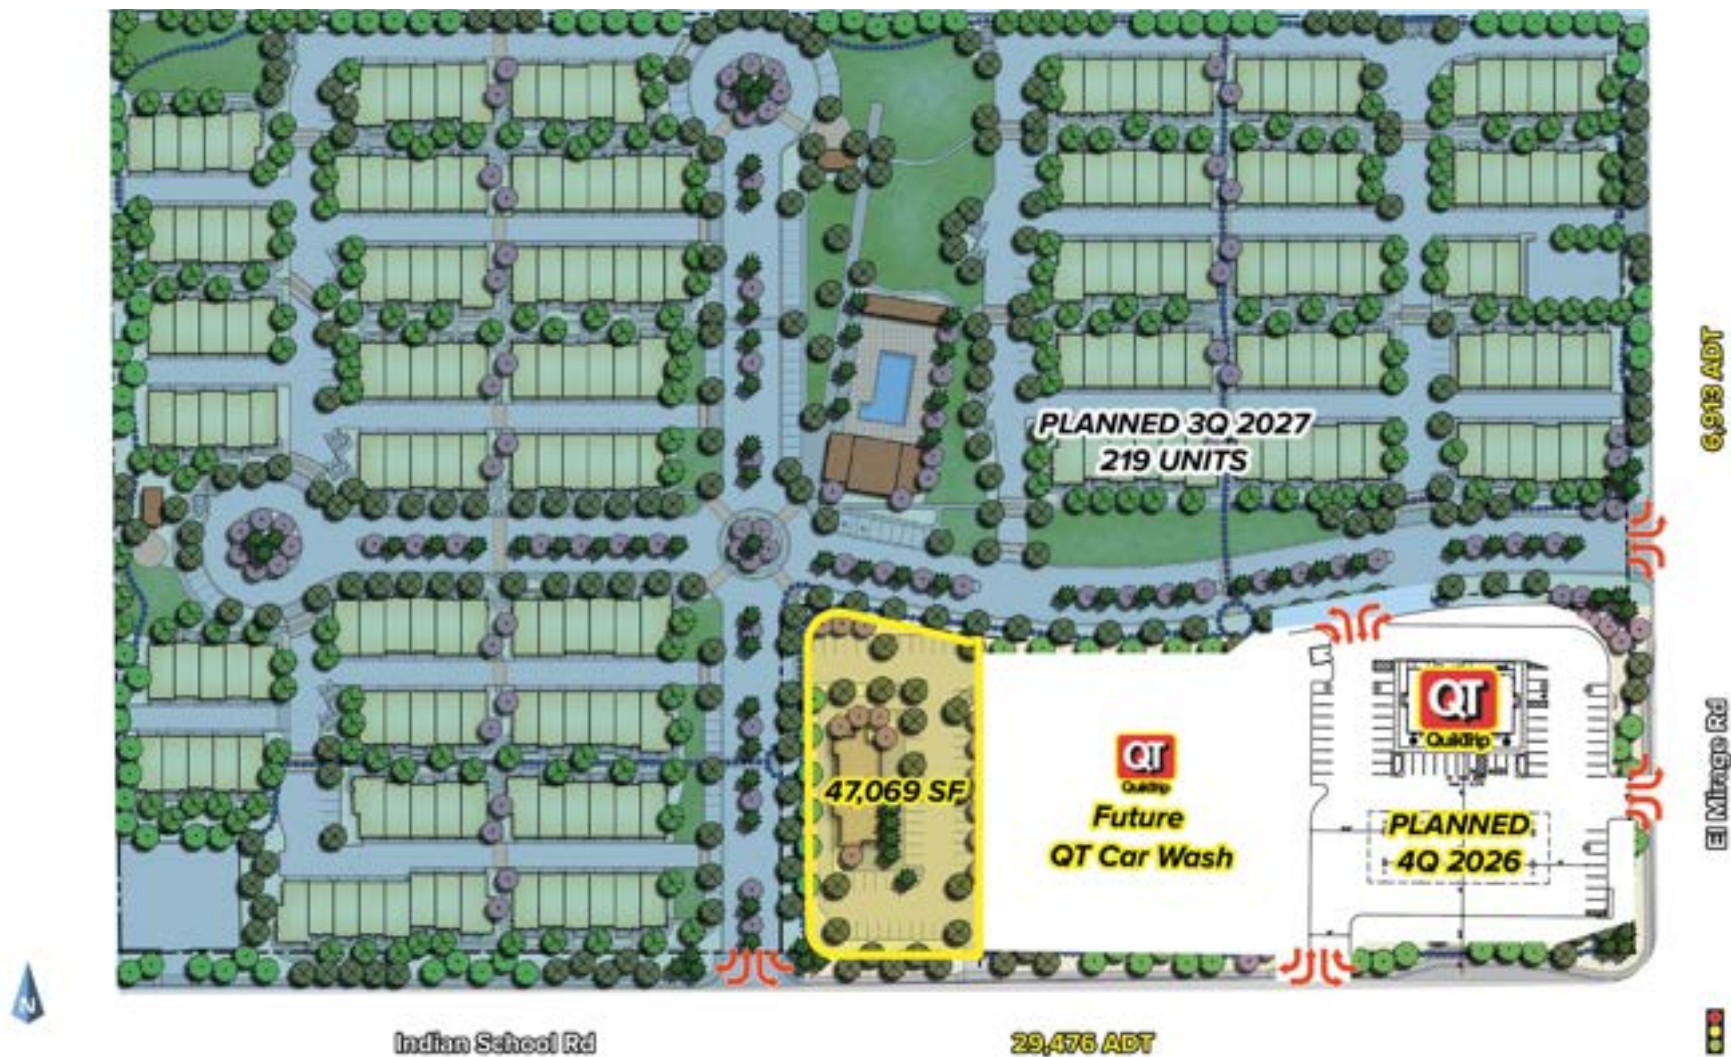 PLANNED 3Q 2027
219 UNITS
6,913 ADT
QT
QuikTrip
QT
QuikTrip
El Mirage Rd
47,069 SF
Future
QT Car Wash
PLANNED
4Q 2026
N
Indian School Rd
29,476 ADT